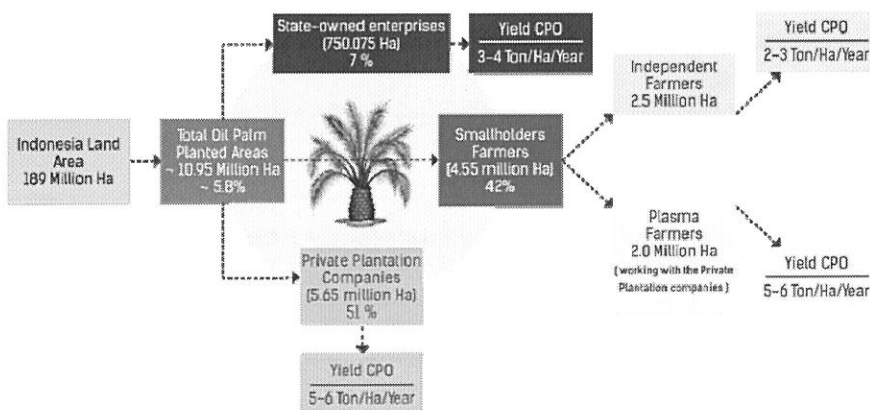 State-owned enterprises
(750.075 Ha)
7 %
Yield CPO
3-4 Ton/Ha/Year
Independent
Farmers
2.5 Million Ha
Yield CPO
2-3 Ton/Ha/Year
Indonesia Land
Area
189 Million Ha
Total Oil Palm
Planted Areas
~ 10.95 Million Ha
~ 5.8%
Smallholders
Farmers
(4.55 million Ha)
42%
Plasma
Farmers
2.0 Million Ha
( working with the Private
Plantation companies )
Yield CPO
5-6 Ton/Ha/Year
Private Plantation
Companies
(5.65 million Ha)
51 %
Yield CPO
5-6 Ton/Ha/Year